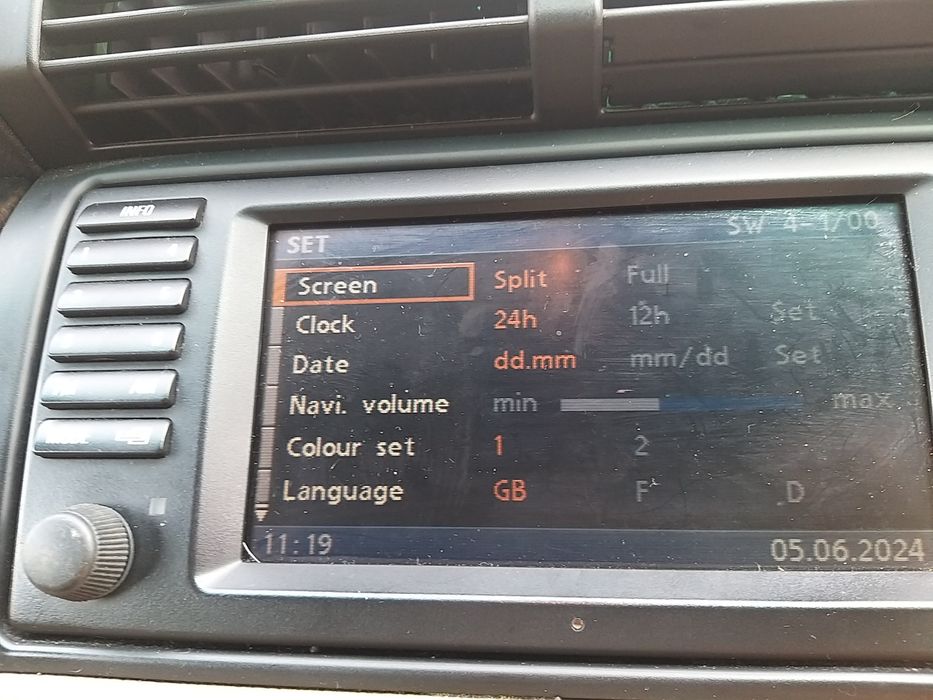 INFO
SET SW 4-1/00
Screen Split Full
Clock 24h 12h Set
Date dd.mm mm/dd Set
Navi. volume min max
Colour set 1 2
Language GB F D
11:19 05.06.2024